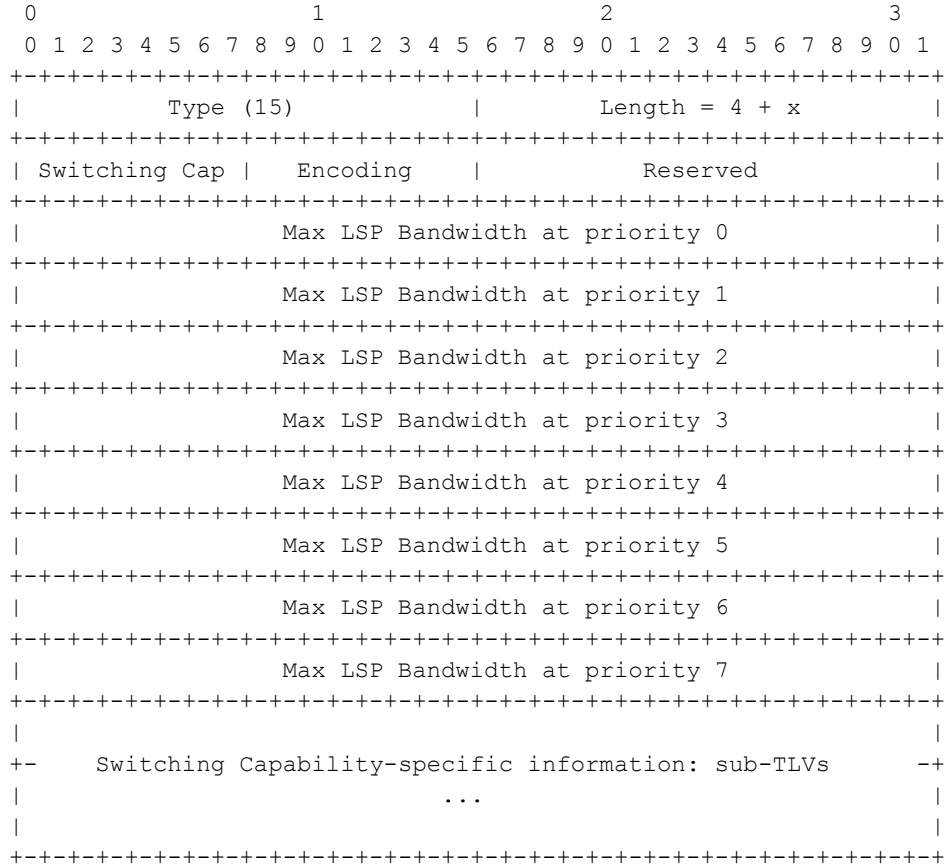 0                   1                   2                   3
 0 1 2 3 4 5 6 7 8 9 0 1 2 3 4 5 6 7 8 9 0 1 2 3 4 5 6 7 8 9 0 1
+-+-+-+-+-+-+-+-+-+-+-+-+-+-+-+-+-+-+-+-+-+-+-+-+-+-+-+-+-+-+-+-+
|          Type (15)            |        Length = 4 + x         |
+-+-+-+-+-+-+-+-+-+-+-+-+-+-+-+-+-+-+-+-+-+-+-+-+-+-+-+-+-+-+-+-+
| Switching Cap |   Encoding    |           Reserved            |
+-+-+-+-+-+-+-+-+-+-+-+-+-+-+-+-+-+-+-+-+-+-+-+-+-+-+-+-+-+-+-+-+
|                  Max LSP Bandwidth at priority 0              |
+-+-+-+-+-+-+-+-+-+-+-+-+-+-+-+-+-+-+-+-+-+-+-+-+-+-+-+-+-+-+-+-+
|                  Max LSP Bandwidth at priority 1              |
+-+-+-+-+-+-+-+-+-+-+-+-+-+-+-+-+-+-+-+-+-+-+-+-+-+-+-+-+-+-+-+-+
|                  Max LSP Bandwidth at priority 2              |
+-+-+-+-+-+-+-+-+-+-+-+-+-+-+-+-+-+-+-+-+-+-+-+-+-+-+-+-+-+-+-+-+
|                  Max LSP Bandwidth at priority 3              |
+-+-+-+-+-+-+-+-+-+-+-+-+-+-+-+-+-+-+-+-+-+-+-+-+-+-+-+-+-+-+-+-+
|                  Max LSP Bandwidth at priority 4              |
+-+-+-+-+-+-+-+-+-+-+-+-+-+-+-+-+-+-+-+-+-+-+-+-+-+-+-+-+-+-+-+-+
|                  Max LSP Bandwidth at priority 5              |
+-+-+-+-+-+-+-+-+-+-+-+-+-+-+-+-+-+-+-+-+-+-+-+-+-+-+-+-+-+-+-+-+
|                  Max LSP Bandwidth at priority 6              |
+-+-+-+-+-+-+-+-+-+-+-+-+-+-+-+-+-+-+-+-+-+-+-+-+-+-+-+-+-+-+-+-+
|                  Max LSP Bandwidth at priority 7              |
+-+-+-+-+-+-+-+-+-+-+-+-+-+-+-+-+-+-+-+-+-+-+-+-+-+-+-+-+-+-+-+-+
|                                                               |
+-    Switching Capability-specific information: sub-TLVs      -+
|                             ...                               |
|                                                               |
+-+-+-+-+-+-+-+-+-+-+-+-+-+-+-+-+-+-+-+-+-+-+-+-+-+-+-+-+-+-+-+-+